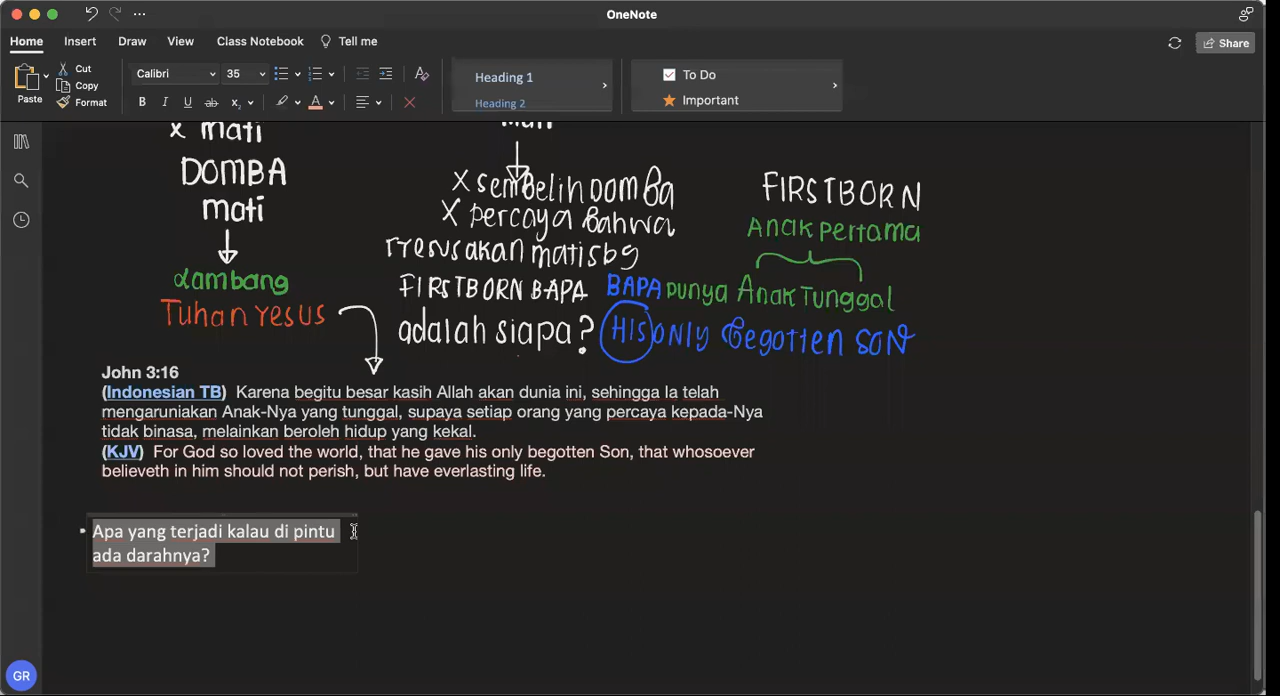 OneNote
Home Insert Draw View Class Notebook Tell me
Share
Paste
Cut
Copy
Format
Calibri 35
B I U ab x A
Heading 1
Heading 2
To Do
Important
X mati
DOMBA
mati
Lambang
Tuhan Yesus
mati
X sembelih DOMBA
X percaya Bahwa
Yesus akan mati sbg
FIRSTBORN BAPA
adalah siapa?
FIRSTBORN
Anak Pertama
BAPA punya Anak Tunggal
HIS ONLY Begotten SON
John 3:16
(Indonesian TB) Karena begitu besar kasih Allah akan dunia ini, sehingga Ia telah
mengaruniakan Anak-Nya yang tunggal, supaya setiap orang yang percaya kepada-Nya
tidak binasa, melainkan beroleh hidup yang kekal.
(KJV) For God so loved the world, that he gave his only begotten Son, that whosoever
believeth in him should not perish, but have everlasting life.
Apa yang terjadi kalau di pintu
ada darahnya?
GR